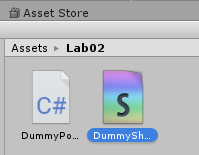 Asset Store
Assets ▸ Lab02
C# S
DummyPo... DummySh...